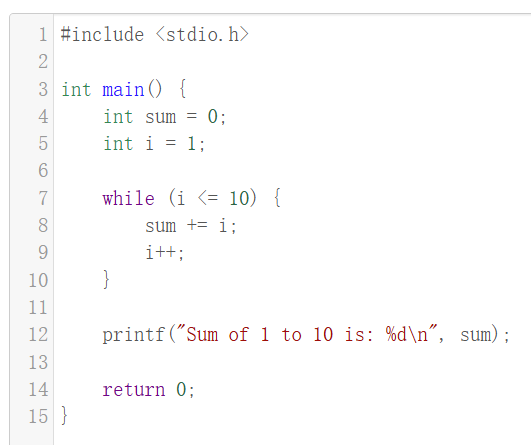 1 #include <stdio.h>
2
3 int main() {
4     int sum = 0;
5     int i = 1;
6
7     while (i <= 10) {
8         sum += i;
9         i++;
10     }
11
12     printf("Sum of 1 to 10 is: %d\n", sum);
13
14     return 0;
15 }